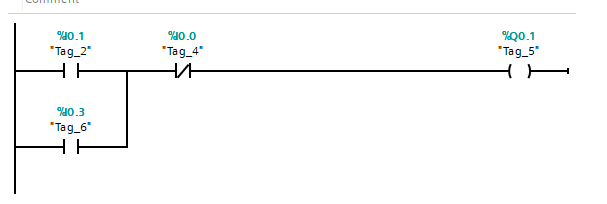 Comment
%I0.1 %I0.0 %Q0.1
"Tag_2" "Tag_4" "Tag_5"
%I0.3
"Tag_6"